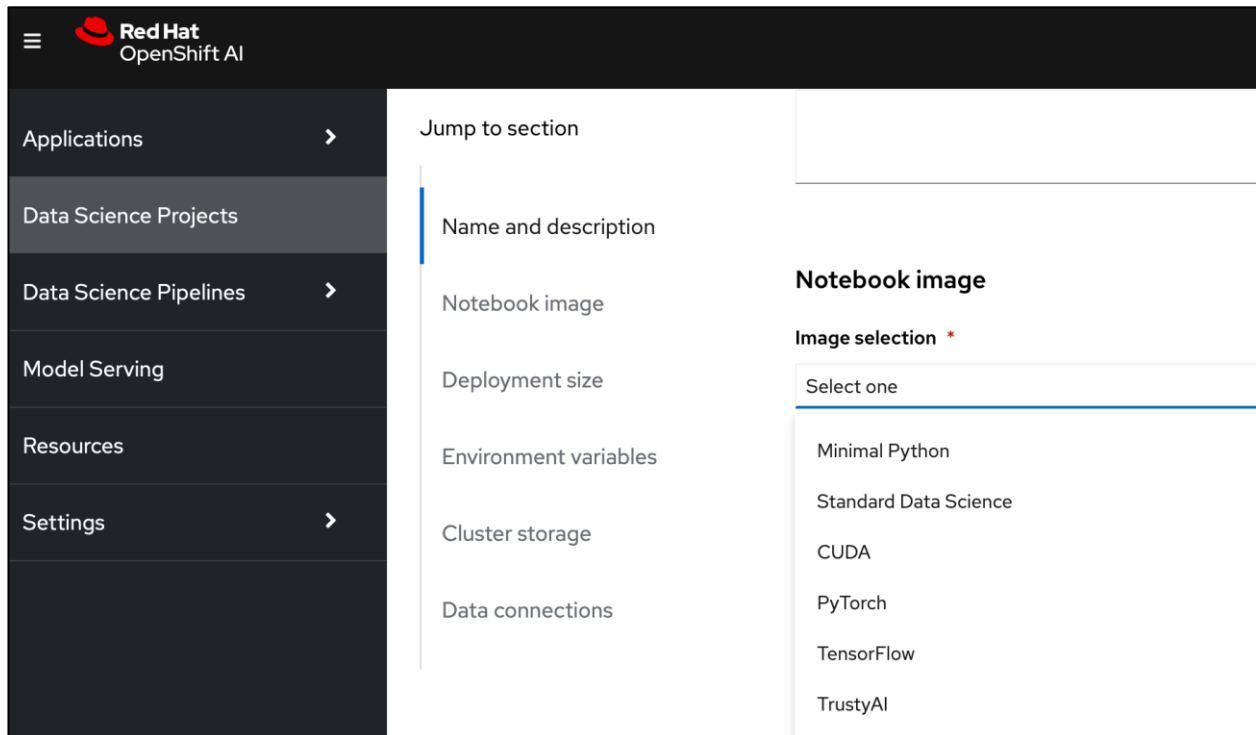 Red Hat
OpenShift AI
Applications
Data Science Projects
Data Science Pipelines
Model Serving
Resources
Settings
Jump to section
Name and description
Notebook image
Deployment size
Environment variables
Cluster storage
Data connections
Notebook image
Image selection *
Select one
Minimal Python
Standard Data Science
CUDA
PyTorch
TensorFlow
TrustyAI